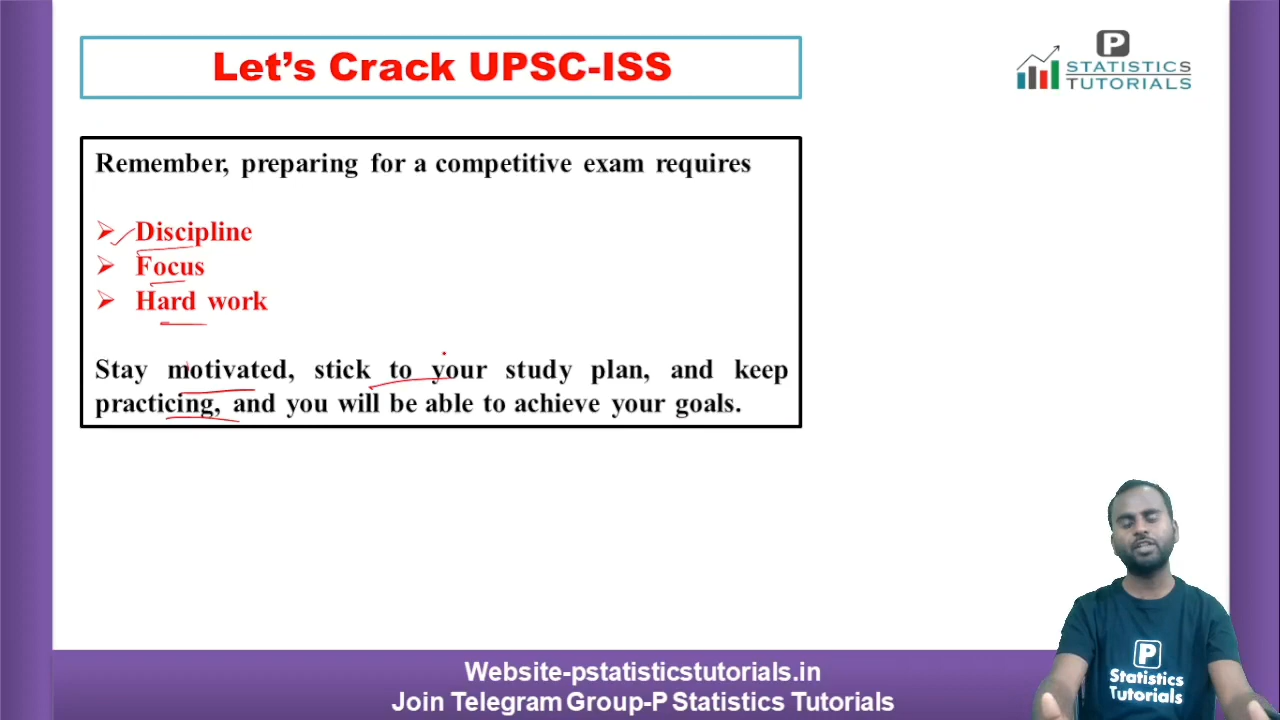 Let's Crack UPSC-ISS
P
STATISTICS
TUTORIALS
Remember, preparing for a competitive exam requires
➢ Discipline
➢ Focus
➢ Hard work
Stay motivated, stick to your study plan, and keep
practicing, and you will be able to achieve your goals.
P
Statistics
Tutorials
Website-pstatisticstutorials.in
Join Telegram Group-P Statistics Tutorials